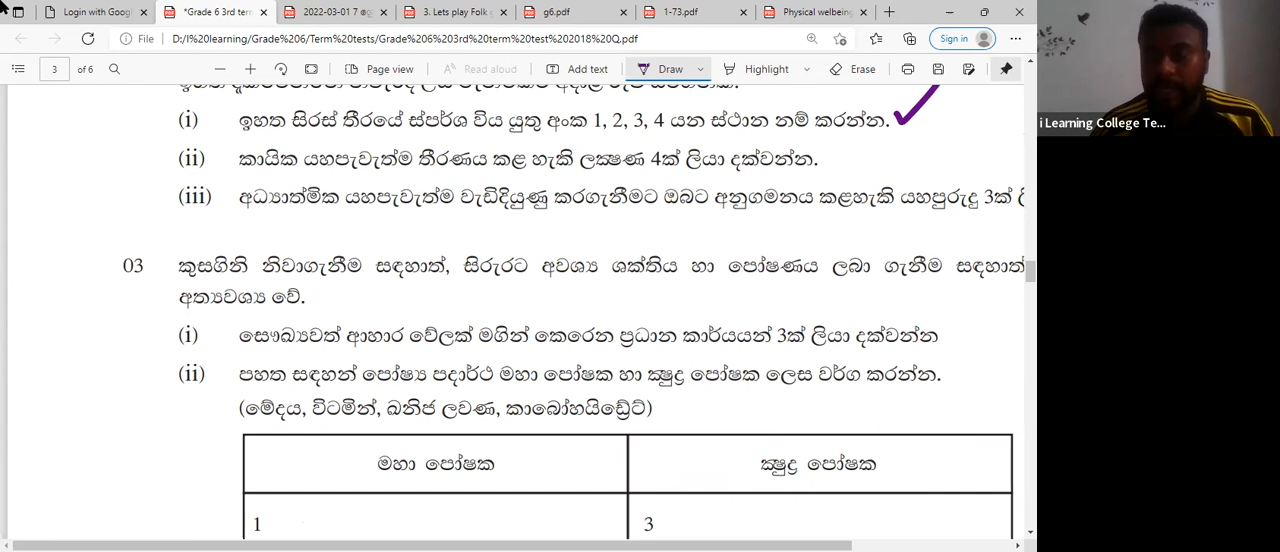 Login with Goog
*Grade 6 3rd tern
2022-03-01 7
3. Lets play Folk
g6.pdf
1-73.pdf
Physical welbeing
File
D:/I%20learning/Grade%206/Term%20tests/Grade%206%203rd%20term%20test%202018%20Q.pdf
Sign in
3 of 6
Page view
Read aloud
Add text
Draw
Highlight
Erase
i Learning College Te...
(i) ඉහත සිරස් තීරයේ ස්පර්ශ විය යුතු අංක 1, 2, 3, 4 යන ස්ථාන නම් කරන්න.
(ii) කායික යහපැවැත්ම තීරණය කළ හැකි ලක්‍ෂණ 4ක් ලියා දක්වන්න.
(iii) අධ්‍යාත්මික යහපැවැත්ම වැඩිදියුණු කරගැනීමට ඔබට අනුගමනය කළහැකි යහපුරුදු 3ක්
03 කුසගිනි නිවාගැනීම සඳහාත්, සිරුරට අවශ්‍ය ශක්තිය හා පෝෂණය ලබා ගැනීම සඳහාත්
අත්‍යවශ්‍ය වේ.
(i) සෞඛ්‍යවත් ආහාර වේලක් මගින් කෙරෙන ප්‍රධාන කාර්යයන් 3ක් ලියා දක්වන්න
(ii) පහත සඳහන් පෝෂ්‍ය පදාර්ථ මහා පෝෂක හා ක්‍ෂුද්‍ර පෝෂක ලෙස වර්ග කරන්න.
(මේදය, විටමින්, ඛනිජ ලවණ, කාබෝහයිඩ්‍රේට්)
මහා පෝෂක
ක්‍ෂුද්‍ර පෝෂක
1
3